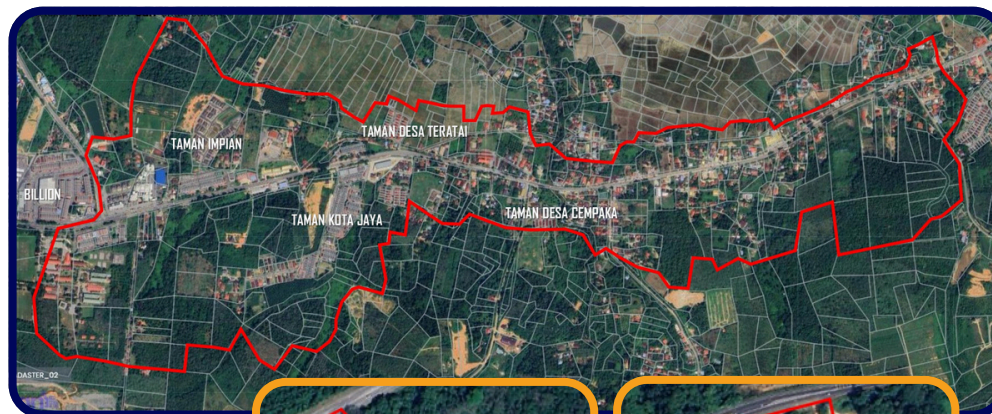 TAMAN DESA TERATAI
TAMAN IMPIAN
BILLION
TAMAN KOTA JAYA
TAMAN DESA CEMPAKA
DASTER_02